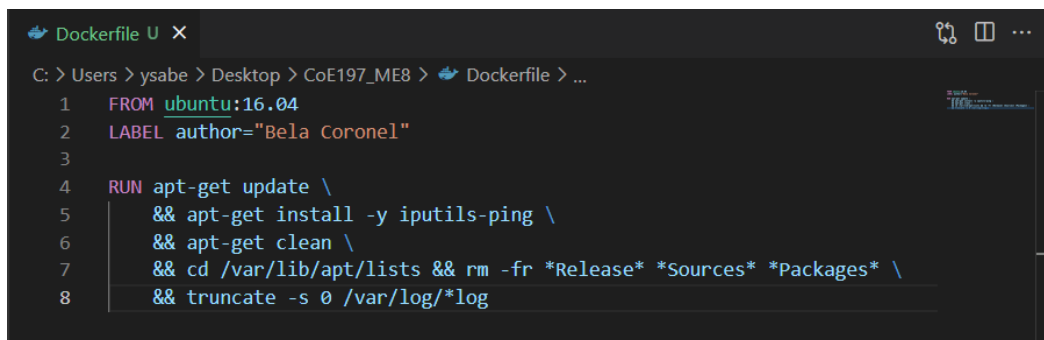 Dockerfile U ×
C: > Users > ysabe > Desktop > CoE197_ME8 > Dockerfile > ...
1 FROM ubuntu:16.04
2 LABEL author="Bela Coronel"
3
4 RUN apt-get update \
5 && apt-get install -y iputils-ping \
6 && apt-get clean \
7 && cd /var/lib/apt/lists && rm -fr *Release* *Sources* *Packages* \
8 && truncate -s 0 /var/log/*log